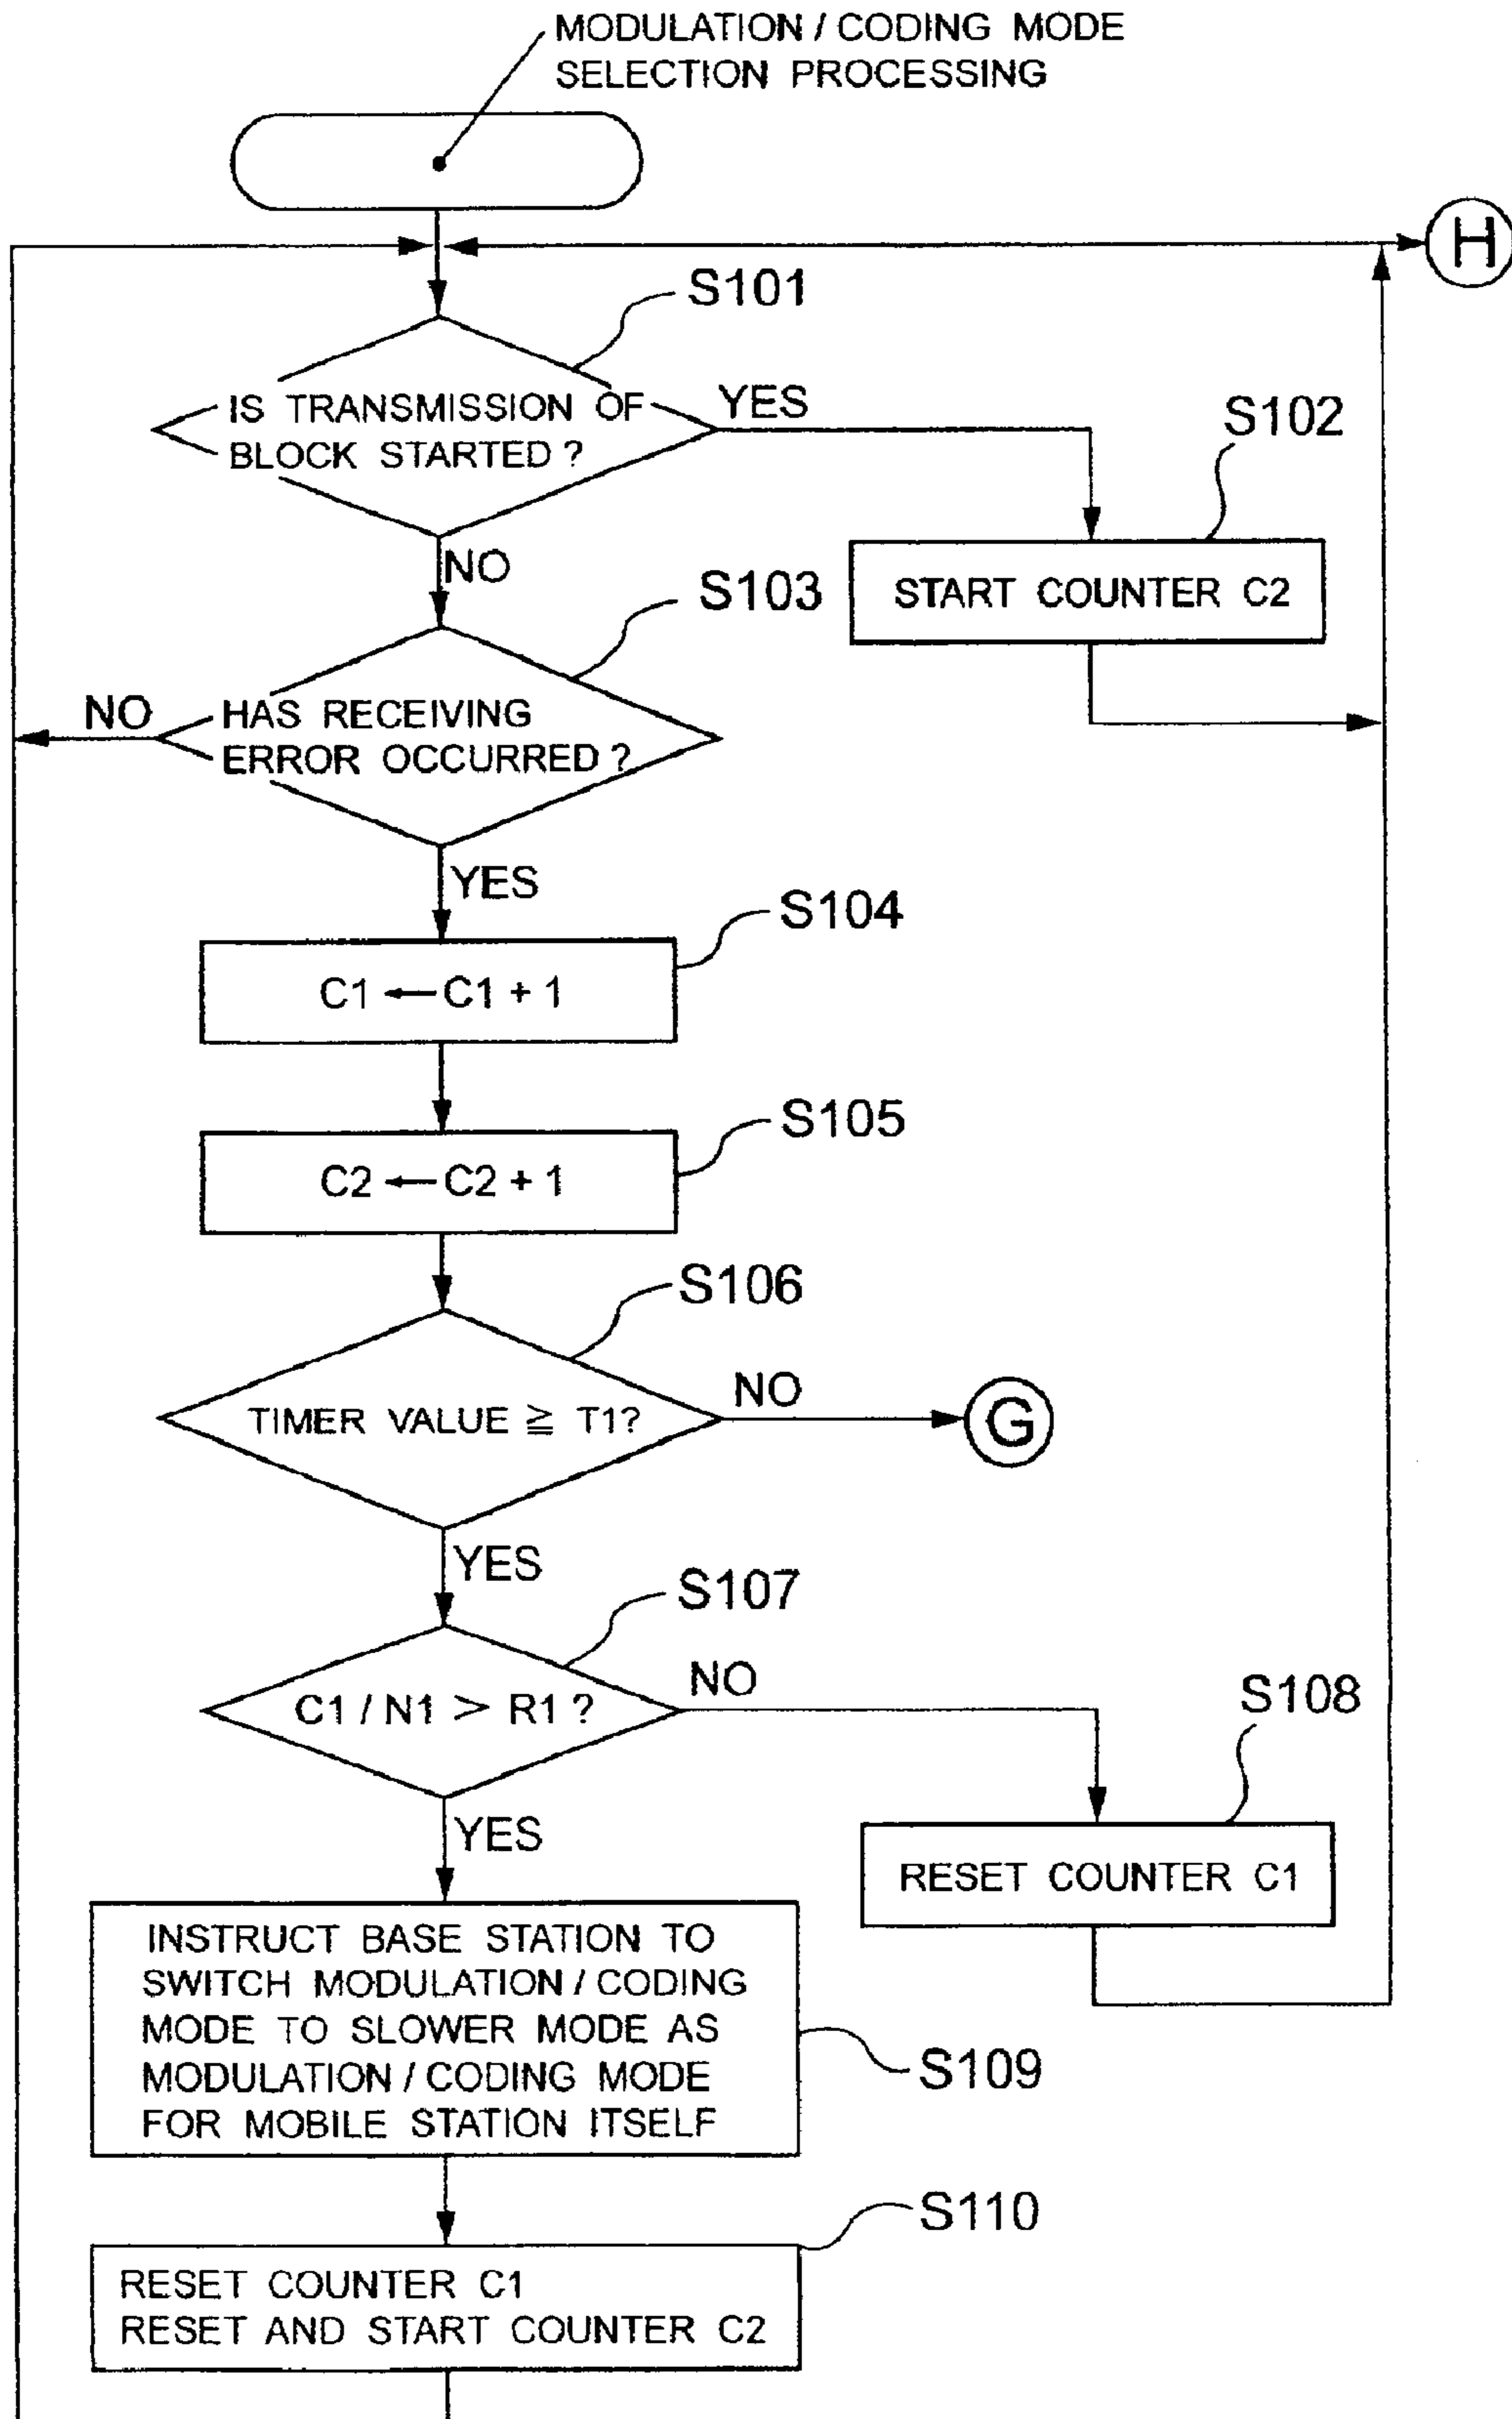 MODULATION / CODING MODE
SELECTION PROCESSING
H
S101
IS TRANSMISSION OF
BLOCK STARTED ?
YES
S102
START COUNTER C2
NO
S103
HAS RECEIVING
ERROR OCCURRED ?
NO
YES
S104
C1 ← C1 + 1
S105
C2 ← C2 + 1
S106
TIMER VALUE ≧ T1?
NO
G
YES
S107
C1 / N1 > R1 ?
NO
S108
RESET COUNTER C1
YES
INSTRUCT BASE STATION TO
SWITCH MODULATION / CODING
MODE TO SLOWER MODE AS
MODULATION / CODING MODE
FOR MOBILE STATION ITSELF
S109
S110
RESET COUNTER C1
RESET AND START COUNTER C2